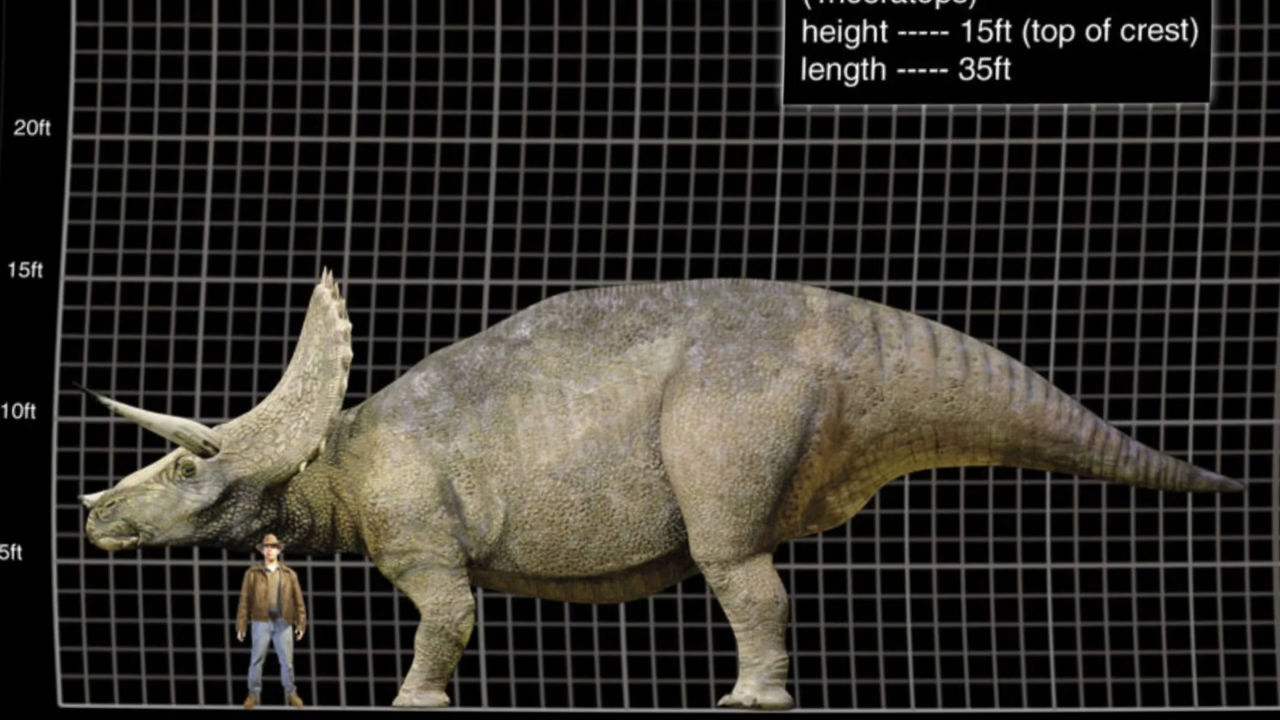 height ----- 15ft (top of crest)
length ----- 35ft
20ft
15ft
10ft
5ft